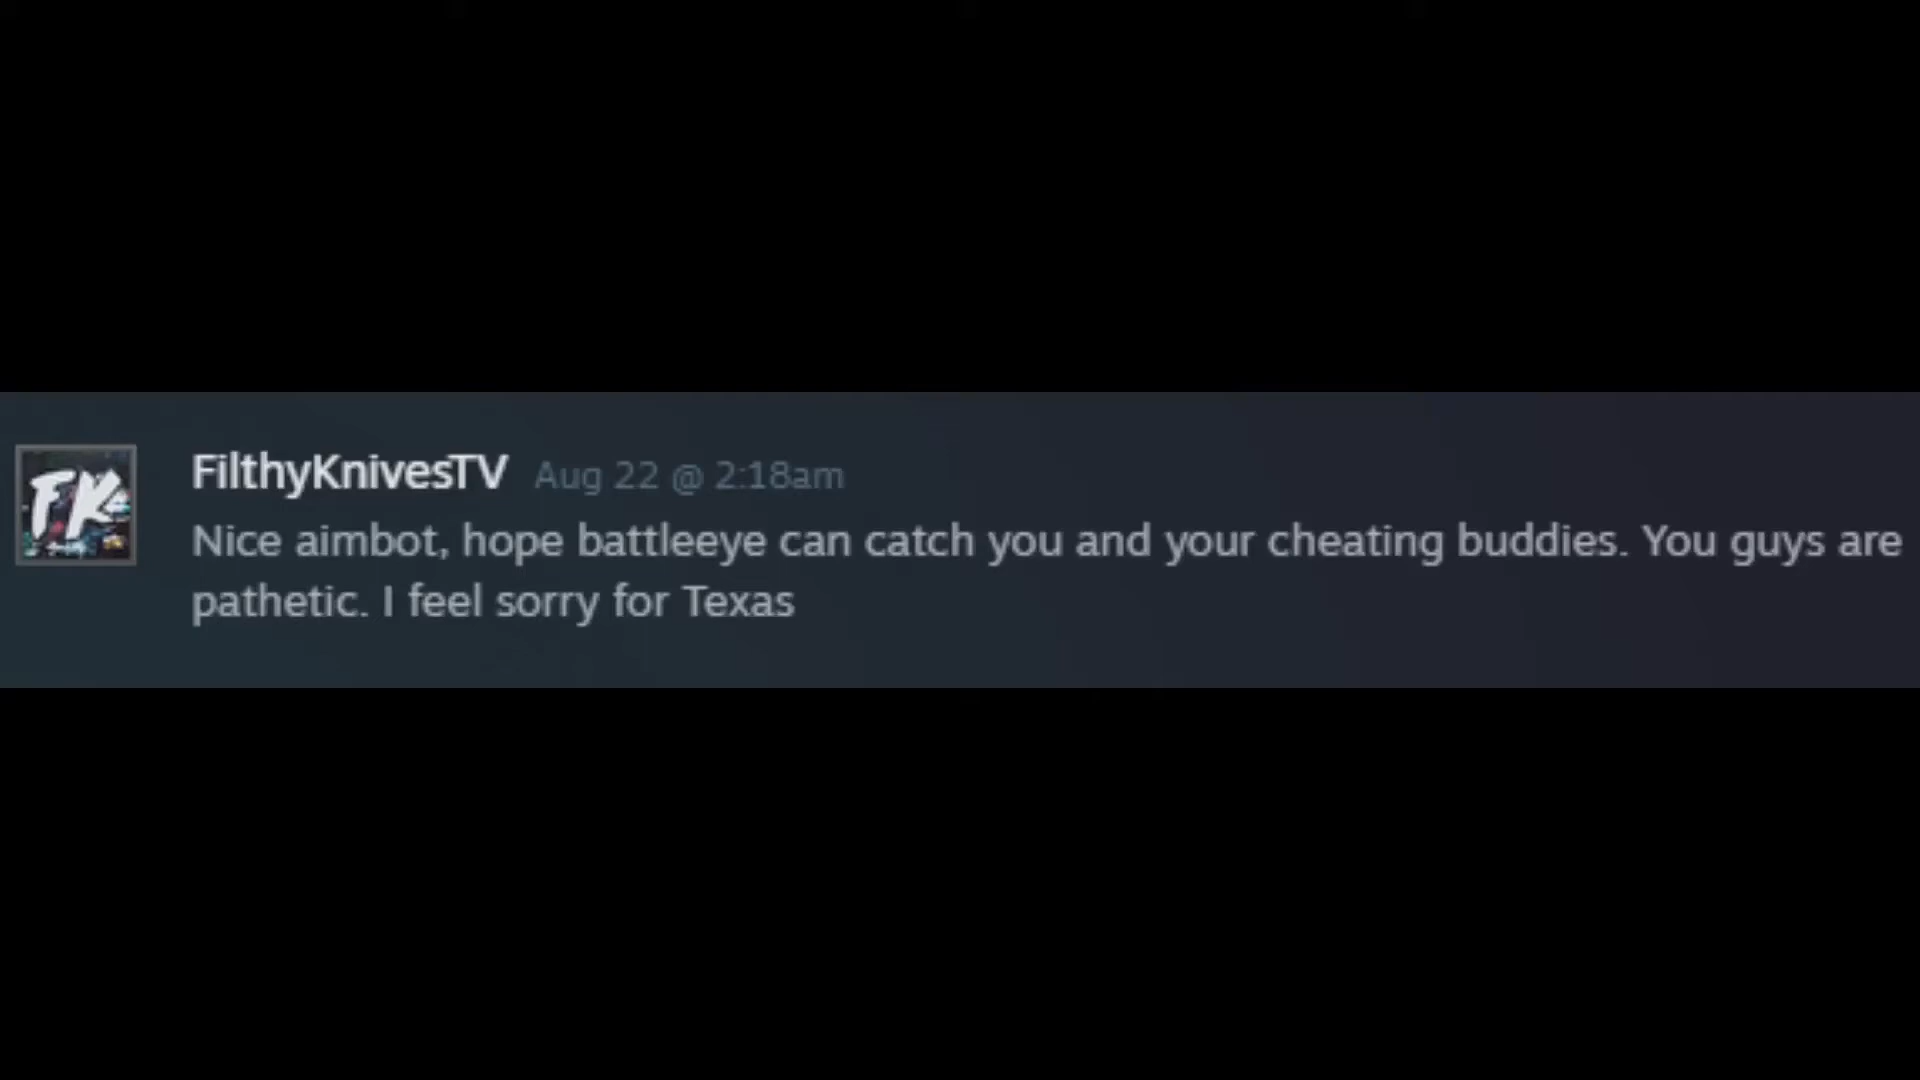 FK
FilthyKnivesTV Aug 22 @ 2:18am
Nice aimbot, hope battleeye can catch you and your cheating buddies. You guys are
pathetic. I feel sorry for Texas